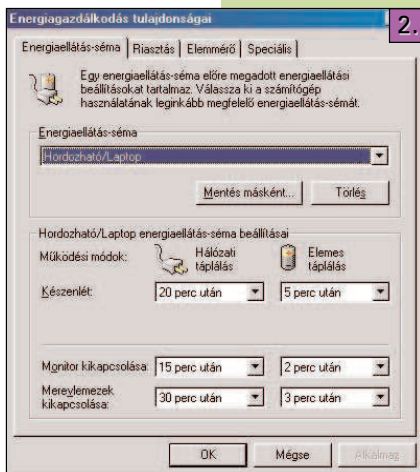 Energiagazdálkodás tulajdonságai
2.
Energiaellátás-séma Riasztás Elemmérő Speciális
Egy energiaellátás-séma előre megadott energiaellátási
beállításokat tartalmaz. Válassza ki a számítógép
használatának leginkább megfelelő energiaellátás-sémát.
Energiaellátás-séma
Hordozható/Laptop
Mentés másként... Törlés
Hordozható/Laptop energiaellátás-séma beállításai
Működési módok: Hálózati táplálás Elemes táplálás
Készenlét: 20 perc után 5 perc után
Monitor kikapcsolása: 15 perc után 2 perc után
Merevlemezek kikapcsolása: 30 perc után 3 perc után
OK Mégse Alkalmaz